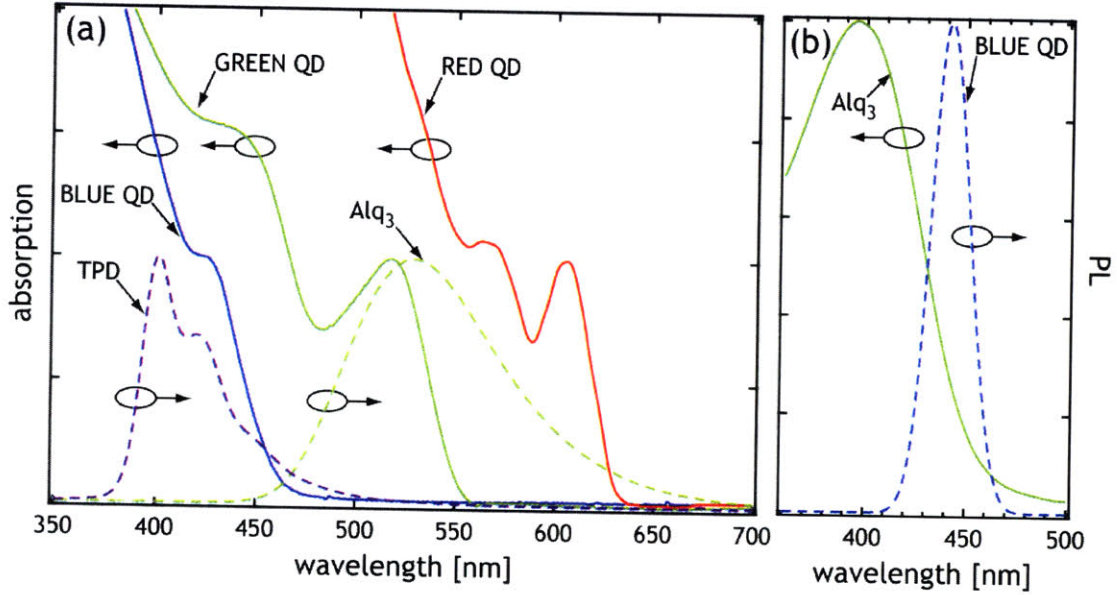 (a)
GREEN QD
RED QD
BLUE QD
TPD
Alq3
absorption
350 400 450 500 550 600 650 700
wavelength [nm]
(b)
BLUE QD
Alq3
PL
400 450 500
wavelength [nm]